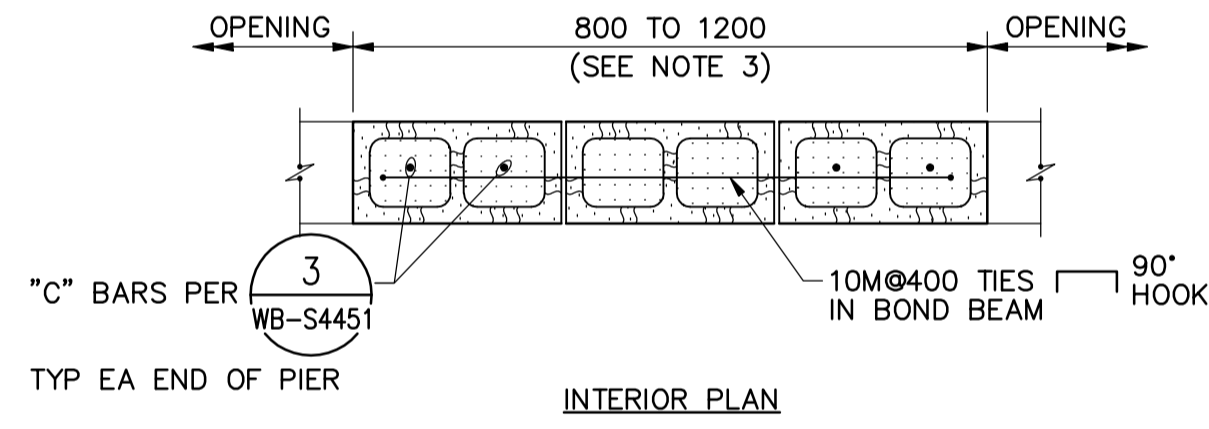 OPENING
800 TO 1200
OPENING
(SEE NOTE 3)
"C" BARS PER
3
WB-S4451
TYP EA END OF PIER
10M@400 TIES
IN BOND BEAM
90°
HOOK
INTERIOR PLAN